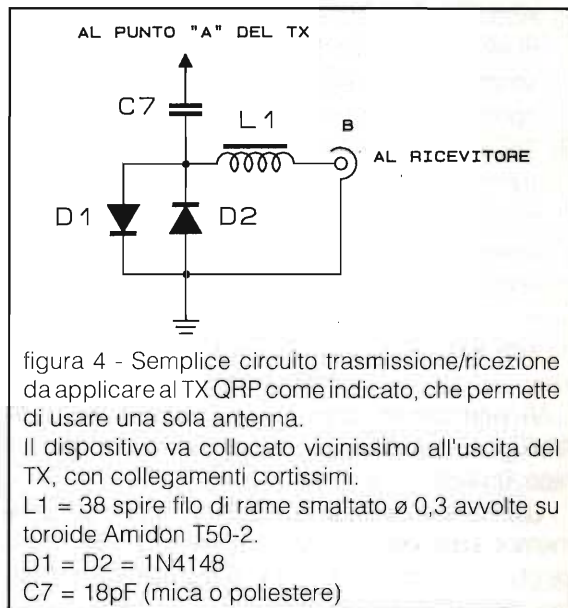 AL PUNTO "A" DEL TX
C7
L1
B
AL RICEVITORE
D1
D2
figura 4 - Semplice circuito trasmissione/ricezione
da applicare al TX QRP come indicato, che permette
di usare una sola antenna.
Il dispositivo va collocato vicinissimo all'uscita del
TX, con collegamenti cortissimi.
L1 = 38 spire filo di rame smaltato ø 0,3 avvolte su
toroide Amidon T50-2.
D1 = D2 = 1N4148
C7 = 18pF (mica o poliestere)